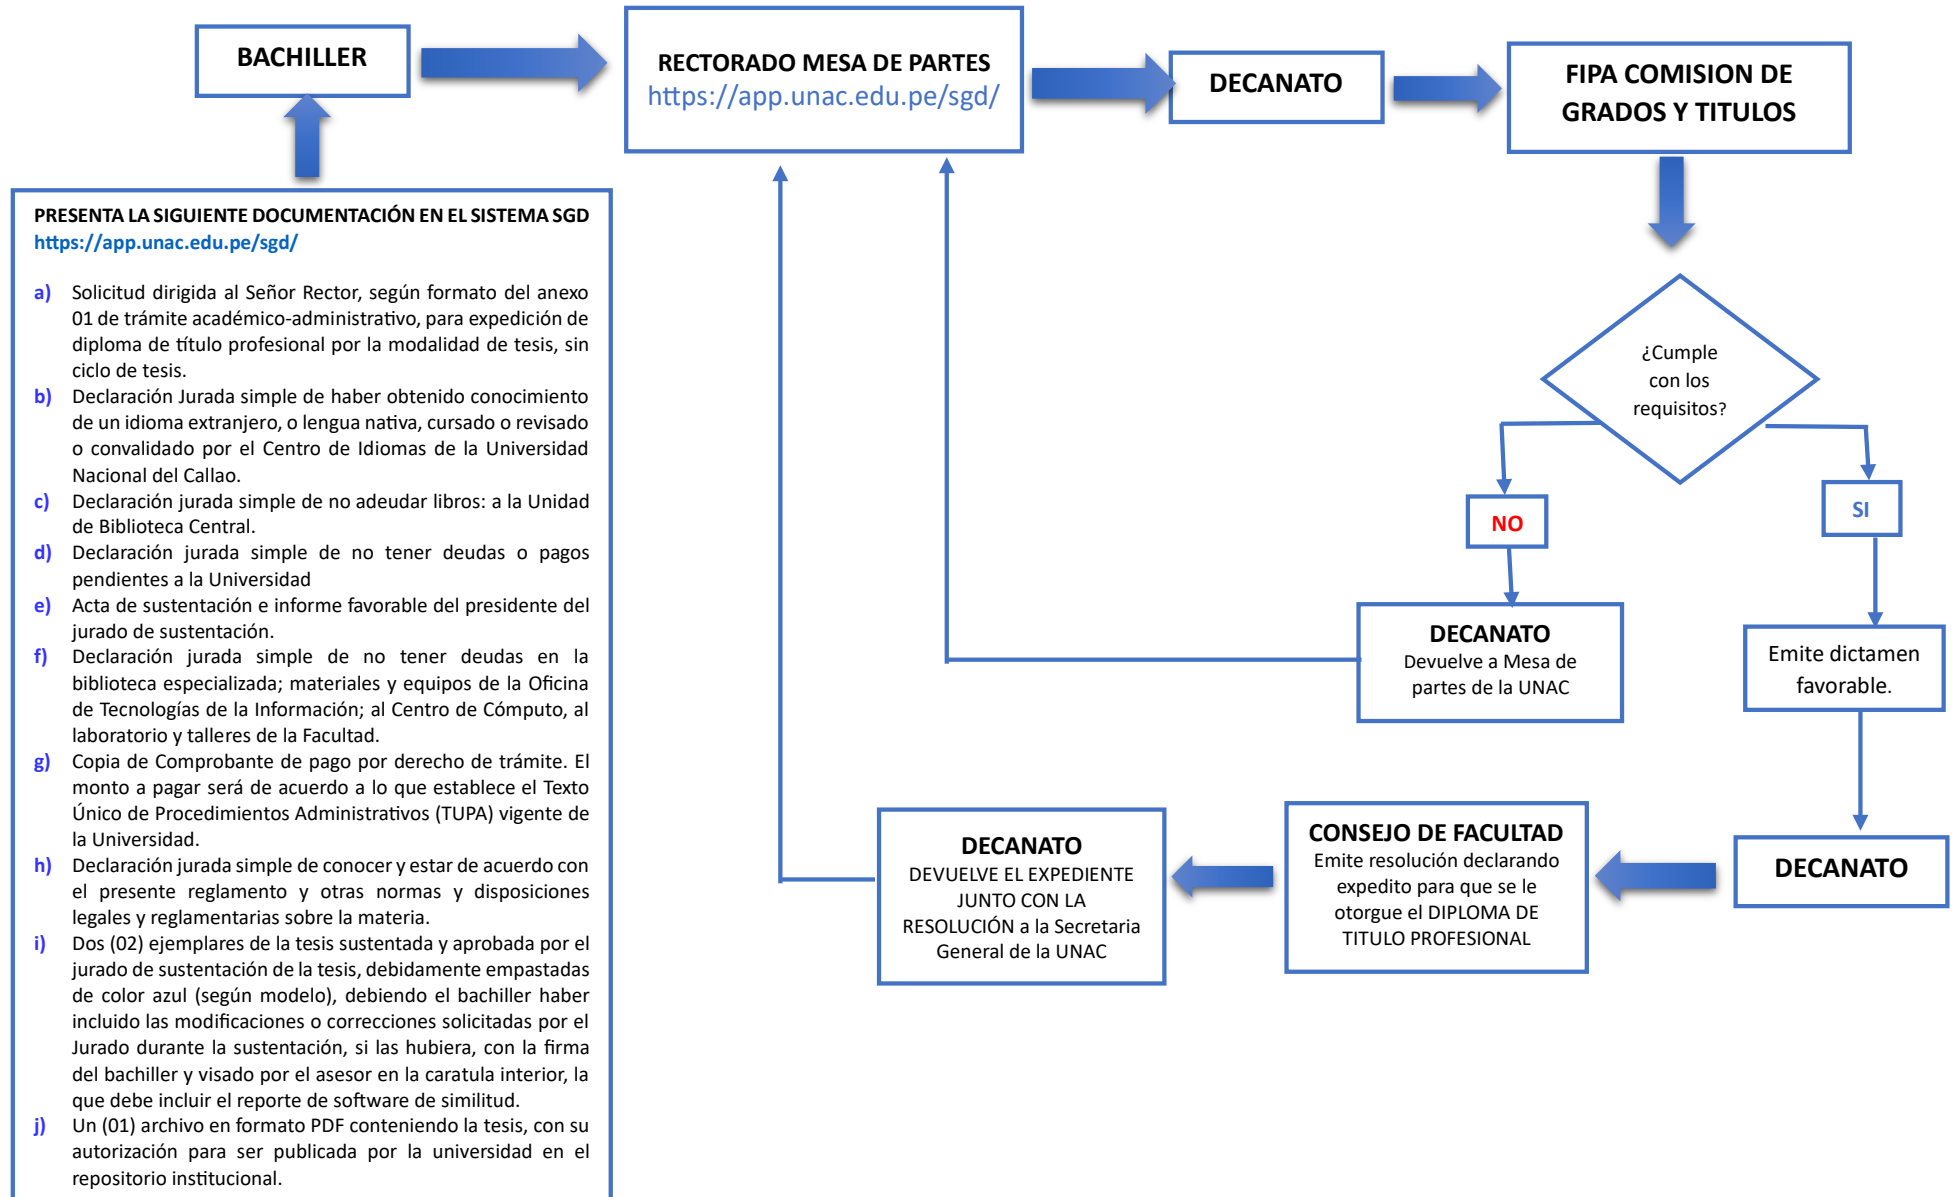 BACHILLER
RECTORADO MESA DE PARTES
https://app.unac.edu.pe/sgd/
DECANATO
FIPA COMISION DE
GRADOS Y TITULOS
PRESENTA LA SIGUIENTE DOCUMENTACIÓN EN EL SISTEMA SGD
https://app.unac.edu.pe/sgd/
a) Solicitud dirigida al Señor Rector, según formato del anexo
01 de trámite académico-administrativo, para expedición de
diploma de título profesional por la modalidad de tesis, sin
ciclo de tesis.
b) Declaración Jurada simple de haber obtenido conocimiento
de un idioma extranjero, o lengua nativa, cursado o revisado
o convalidado por el Centro de Idiomas de la Universidad
Nacional del Callao.
c) Declaración jurada simple de no adeudar libros: a la Unidad
de Biblioteca Central.
d) Declaración jurada simple de no tener deudas o pagos
pendientes a la Universidad
e) Acta de sustentación e informe favorable del presidente del
jurado de sustentación.
f) Declaración jurada simple de no tener deudas en la
biblioteca especializada; materiales y equipos de la Oficina
de Tecnologías de la Información; al Centro de Cómputo, al
laboratorio y talleres de la Facultad.
g) Copia de Comprobante de pago por derecho de trámite. El
monto a pagar será de acuerdo a lo que establece el Texto
Único de Procedimientos Administrativos (TUPA) vigente de
la Universidad.
h) Declaración jurada simple de conocer y estar de acuerdo con
el presente reglamento y otras normas y disposiciones
legales y reglamentarias sobre la materia.
i) Dos (02) ejemplares de la tesis sustentada y aprobada por el
jurado de sustentación de la tesis, debidamente empastadas
de color azul (según modelo), debiendo el bachiller haber
incluido las modificaciones o correcciones solicitadas por el
Jurado durante la sustentación, si las hubiera, con la firma
del bachiller y visado por el asesor en la caratula interior, la
que debe incluir el reporte de software de similitud.
j) Un (01) archivo en formato PDF conteniendo la tesis, con su
autorización para ser publicada por la universidad en el
repositorio institucional.
¿Cumple
con los
requisitos?
NO
SI
DECANATO
Devuelve a Mesa de
partes de la UNAC
Emite dictamen
favorable.
DECANATO
CONSEJO DE FACULTAD
Emite resolución declarando
expedito para que se le
otorgue el DIPLOMA DE
TITULO PROFESIONAL
DECANATO
DEVUELVE EL EXPEDIENTE
JUNTO CON LA
RESOLUCIÓN a la Secretaria
General de la UNAC